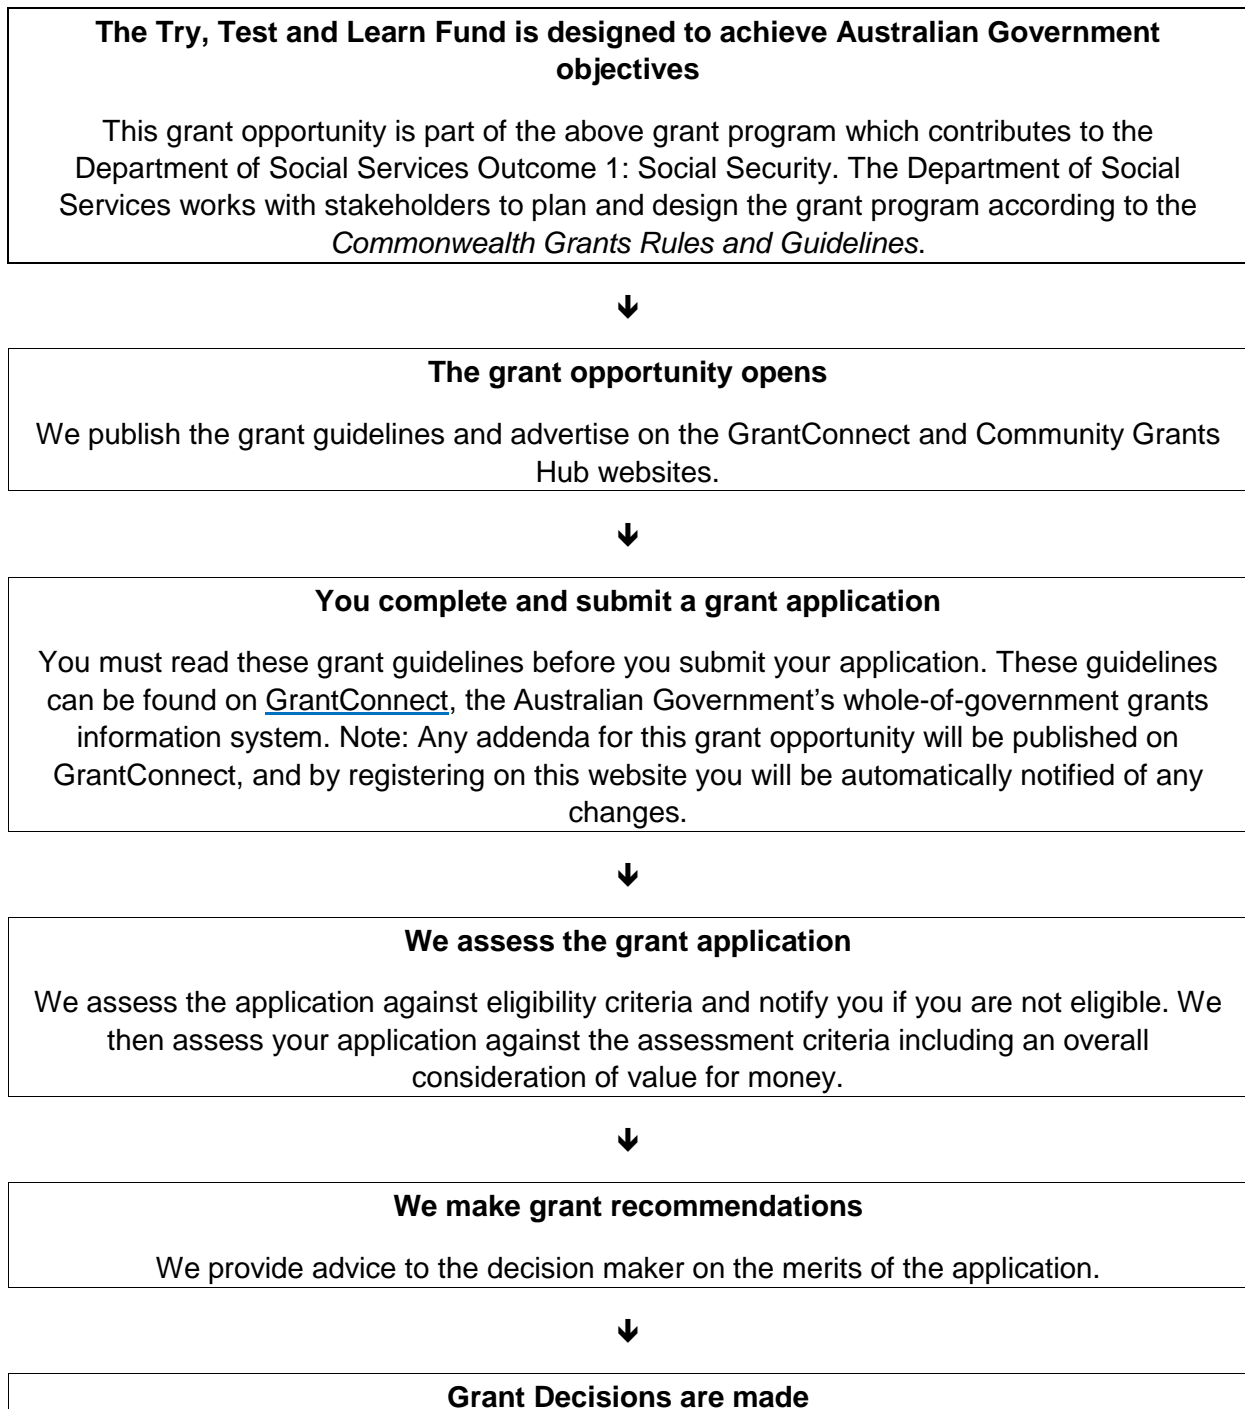 The Try, Test and Learn Fund is designed to achieve Australian Government
objectives
This grant opportunity is part of the above grant program which contributes to the
Department of Social Services Outcome 1: Social Security. The Department of Social
Services works with stakeholders to plan and design the grant program according to the
Commonwealth Grants Rules and Guidelines.
🡻
The grant opportunity opens
We publish the grant guidelines and advertise on the GrantConnect and Community Grants
Hub websites.
🡻
You complete and submit a grant application
You must read these grant guidelines before you submit your application. These guidelines
can be found on GrantConnect, the Australian Government’s whole-of-government grants
information system. Note: Any addenda for this grant opportunity will be published on
GrantConnect, and by registering on this website you will be automatically notified of any
changes.
🡻
We assess the grant application
We assess the application against eligibility criteria and notify you if you are not eligible. We
then assess your application against the assessment criteria including an overall
consideration of value for money.
🡻
We make grant recommendations
We provide advice to the decision maker on the merits of the application.
🡻
Grant Decisions are made